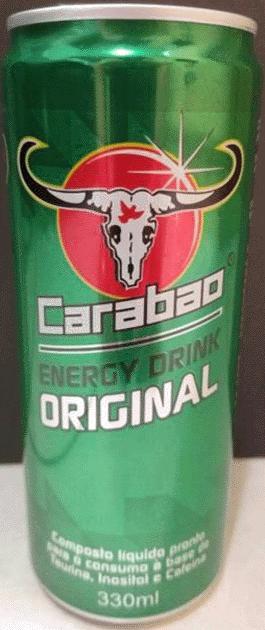 Carabao®
ENERGY DRINK
ORIGINAL
Composto líquido pronto
para o consumo à base de
Taurina, Inositol e Cafeína
330ml